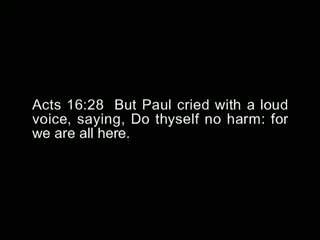 Acts 16:28  But Paul cried with a loud
voice, saying, Do thyself no harm: for
we are all here.